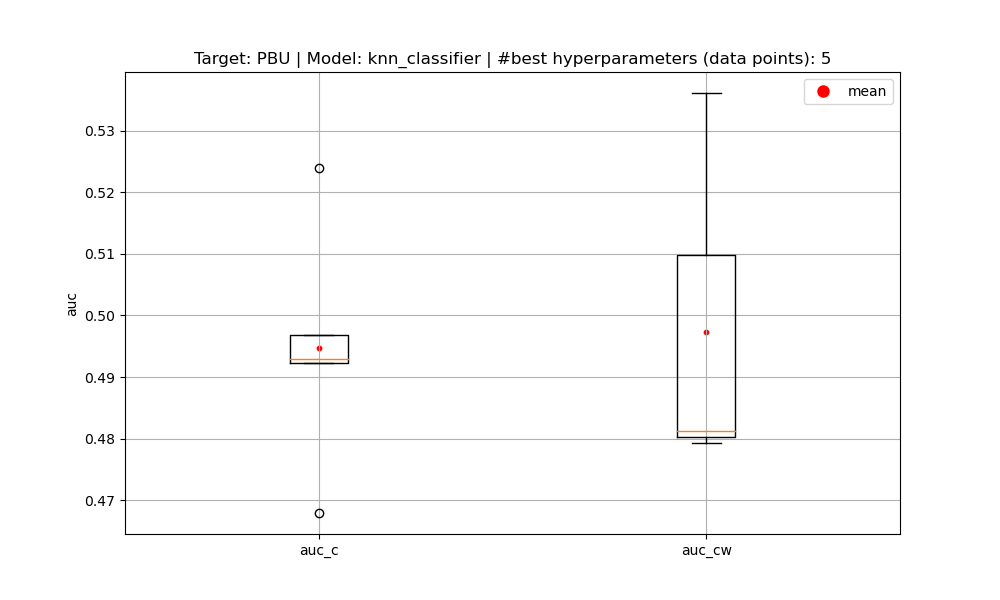 Target: PBU | Model: knn_classifier | #best hyperparameters (data points): 5
mean
0.53
0.52
0.51
0.50
0.49
0.48
0.47
auc
auc_c
auc_cw